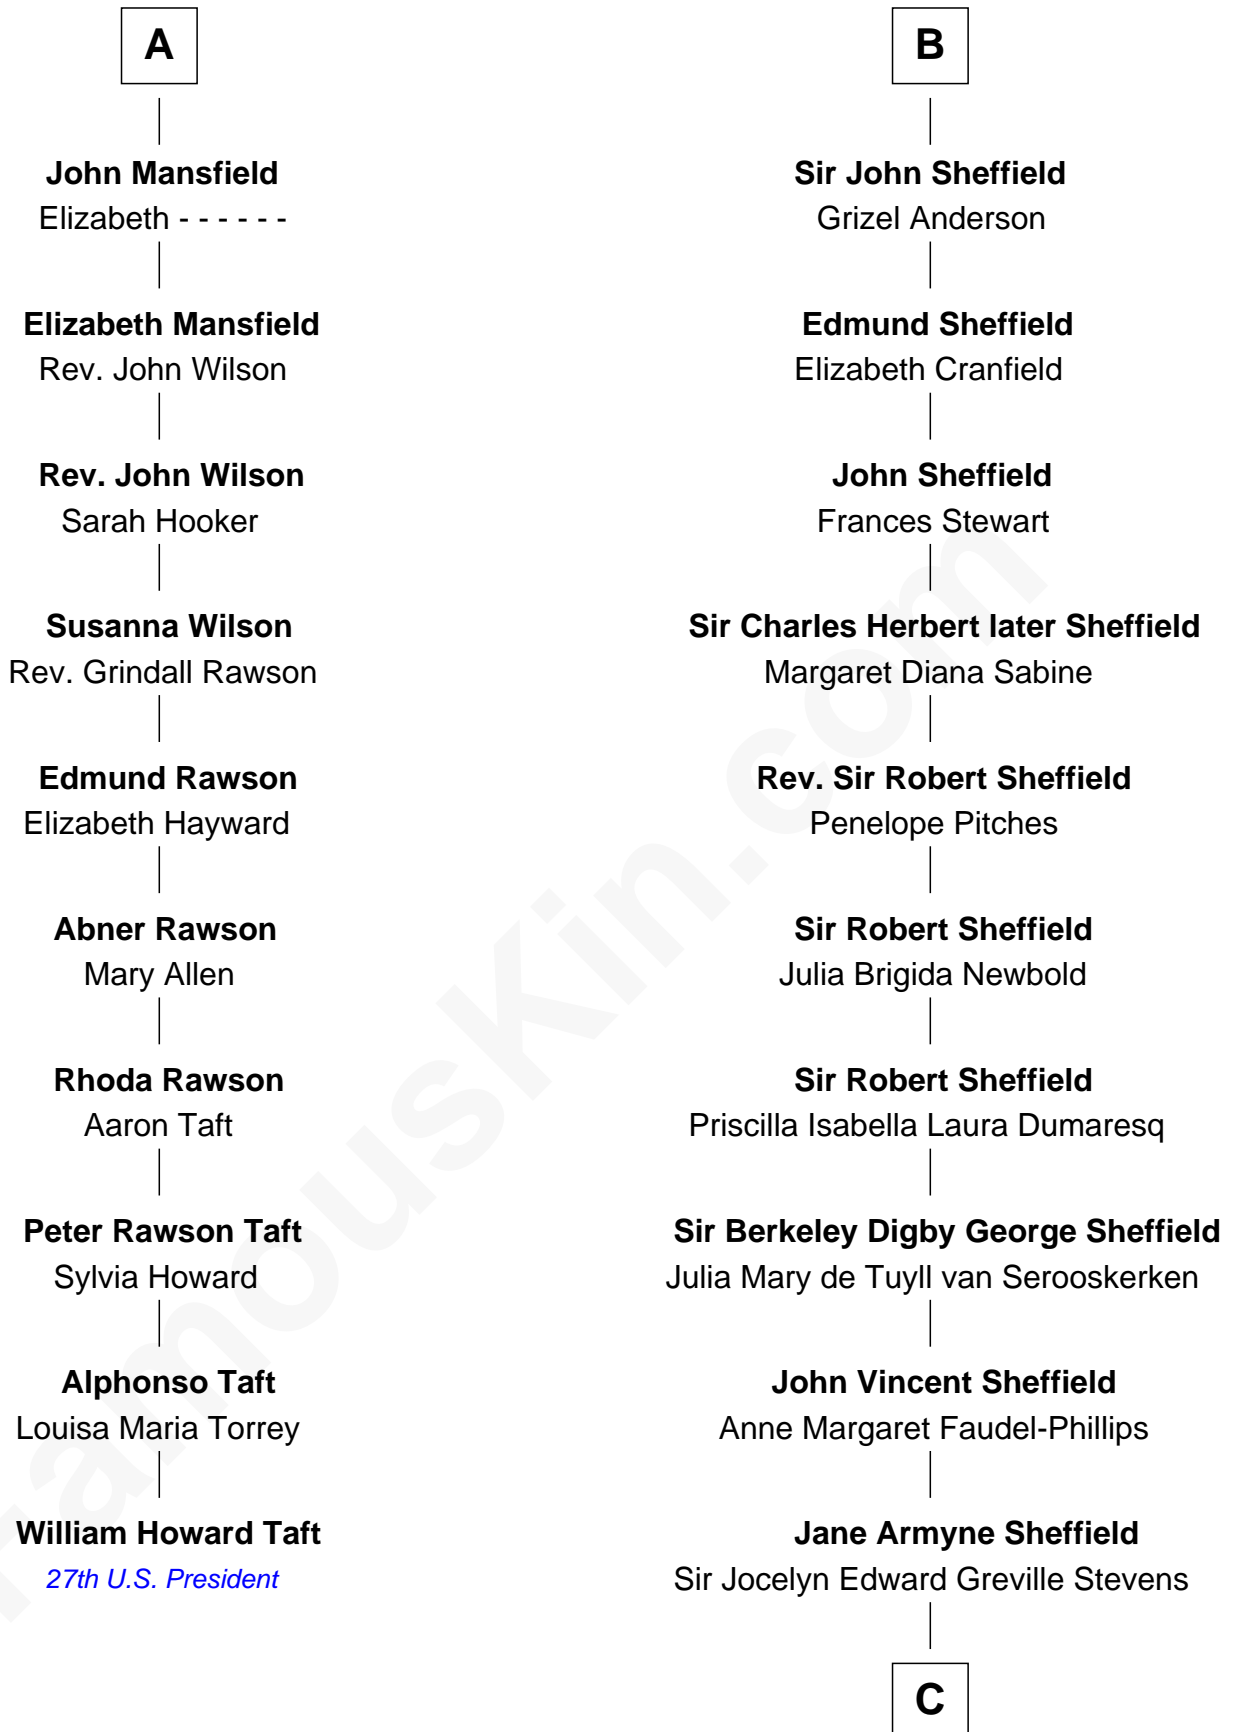 A
John Mansfield
Elizabeth - - - - - -
Elizabeth Mansfield
Rev. John Wilson
Rev. John Wilson
Sarah Hooker
Susanna Wilson
Rev. Grindall Rawson
Edmund Rawson
Elizabeth Hayward
Abner Rawson
Mary Allen
Rhoda Rawson
Aaron Taft
Peter Rawson Taft
Sylvia Howard
Alphonso Taft
Louisa Maria Torrey
William Howard Taft
27th U.S. President
B
Sir John Sheffield
Grizel Anderson
Edmund Sheffield
Elizabeth Cranfield
John Sheffield
Frances Stewart
Sir Charles Herbert later Sheffield
Margaret Diana Sabine
Rev. Sir Robert Sheffield
Penelope Pitches
Sir Robert Sheffield
Julia Brigida Newbold
Sir Robert Sheffield
Priscilla Isabella Laura Dumaresq
Sir Berkeley Digby George Sheffield
Julia Mary de Tuyll van Serooskerken
John Vincent Sheffield
Anne Margaret Faudel-Phillips
Jane Armyne Sheffield
Sir Jocelyn Edward Greville Stevens
C
FamousKin.com